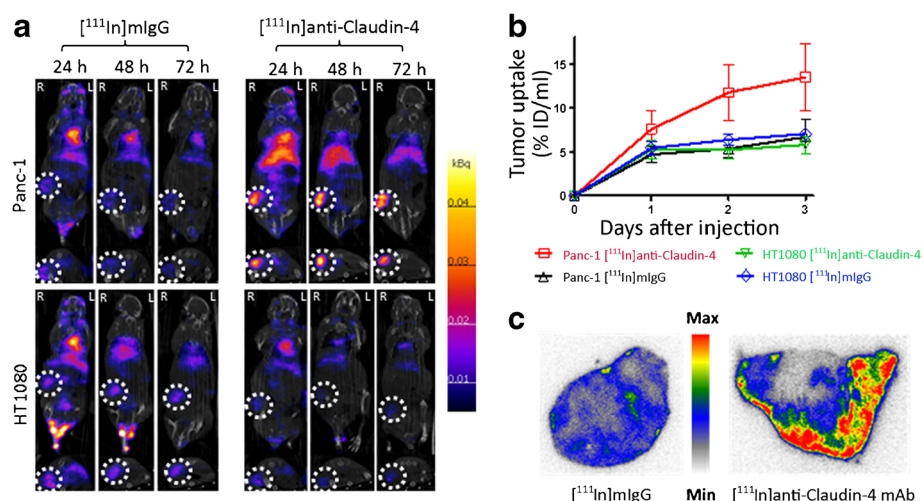 a
[¹¹¹In]mIgG
[¹¹¹In]anti-Claudin-4
24 h 48 h 72 h
24 h 48 h 72 h
R L
R L
Panc-1
kBq
0.04
0.03
0.02
0.01
R L
R L
HT1080
b
Tumor uptake
(% ID/ml)
15
10
5
0
0 1 2 3
Days after injection
Panc-1 [¹¹¹In]anti-Claudin-4
HT1080 [¹¹¹In]anti-Claudin-4
Panc-1 [¹¹¹In]mIgG
HT1080 [¹¹¹In]mIgG
c
Max
Min
[¹¹¹In]mIgG
[¹¹¹In]anti-Claudin-4 mAb